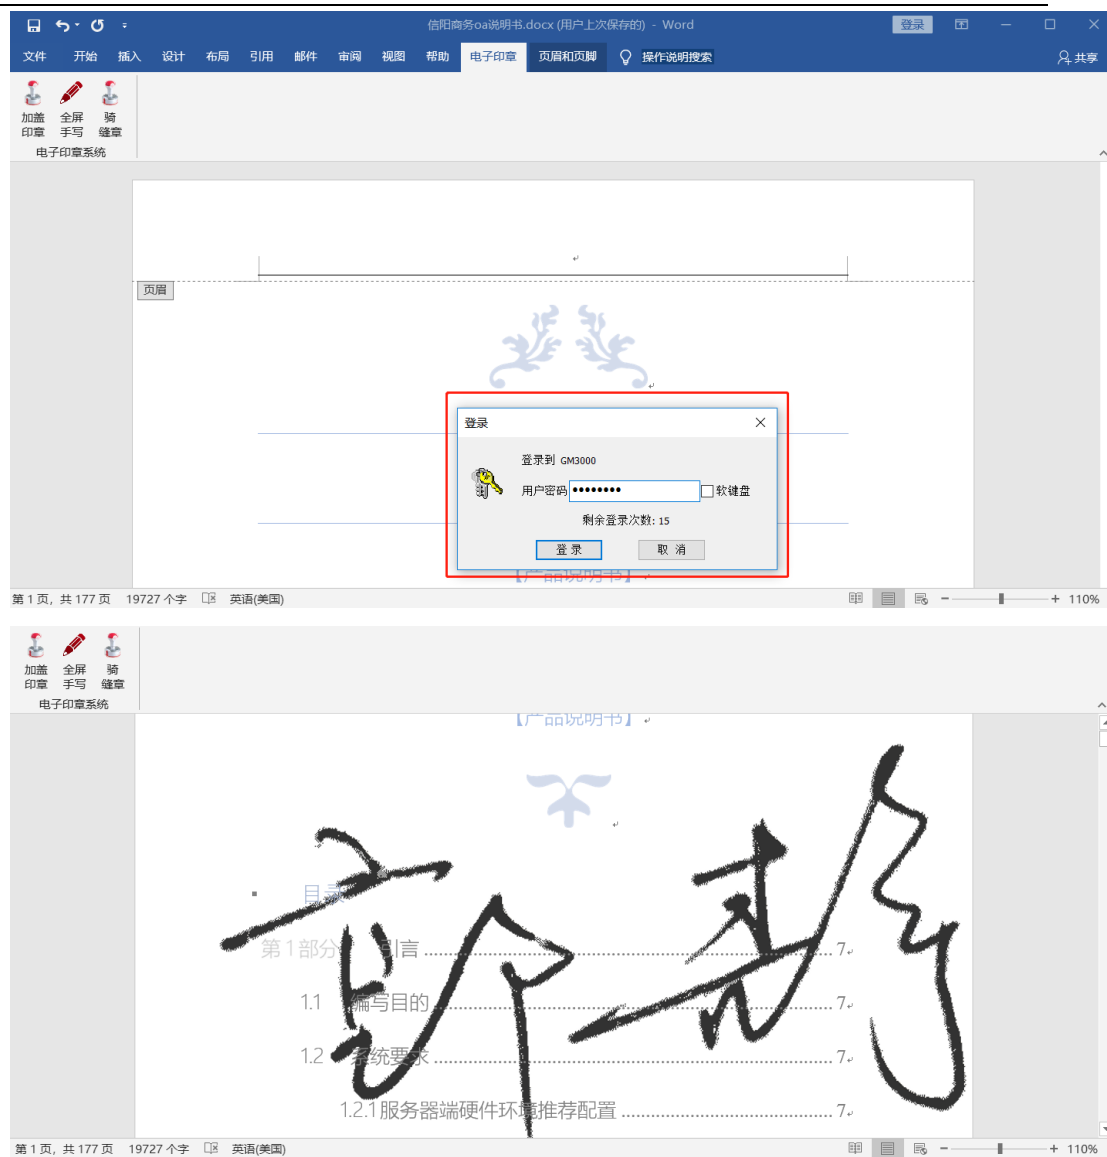 信阳商务oa说明书.docx (用户上次保存的) - Word
登录
文件 开始 插入 设计 布局 引用 邮件 审阅 视图 帮助 电子印章 页眉和页脚 操作说明搜索 共享
加盖 全屏 骑
印章 手写 缝章
电子印章系统
页眉
登录
登录到 GM3000
用户密码 ●●●●●●●● 软键盘
剩余登录次数: 15
登 录 取 消
【产品说明书】
第 1 页, 共 177 页 19727 个字 英语(美国) 110%
加盖 全屏 骑
印章 手写 缝章
电子印章系统
【产品说明书】
目录
第 1 部分 引言 ........ 7
1.1 编写目的 ........ 7
1.2 系统要求 ........ 7
1.2.1 服务器端硬件环境推荐配置 ........ 7
第 1 页, 共 177 页 19727 个字 英语(美国) 110%